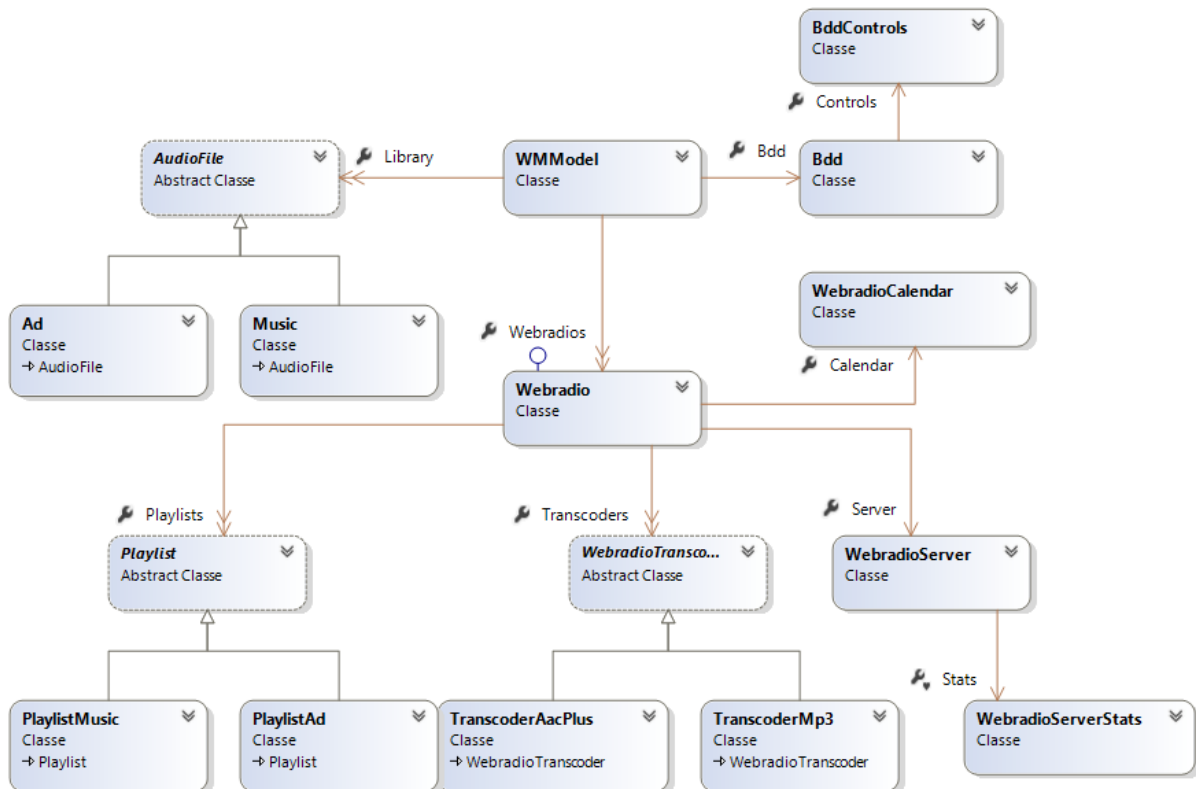 BddControls
Classe
Controls
AudioFile
Abstract Classe
Library
WMModel
Classe
Bdd
Bdd
Classe
Ad
Classe
AudioFile
Music
Classe
AudioFile
Webradios
WebradioCalendar
Classe
Calendar
Webradio
Classe
Playlists
Transcoders
Server
Playlist
Abstract Classe
WebradioTransco...
Abstract Classe
WebradioServer
Classe
Stats
PlaylistMusic
Classe
Playlist
PlaylistAd
Classe
Playlist
TranscoderAacPlus
Classe
WebradioTranscoder
TranscoderMp3
Classe
WebradioTranscoder
WebradioServerStats
Classe